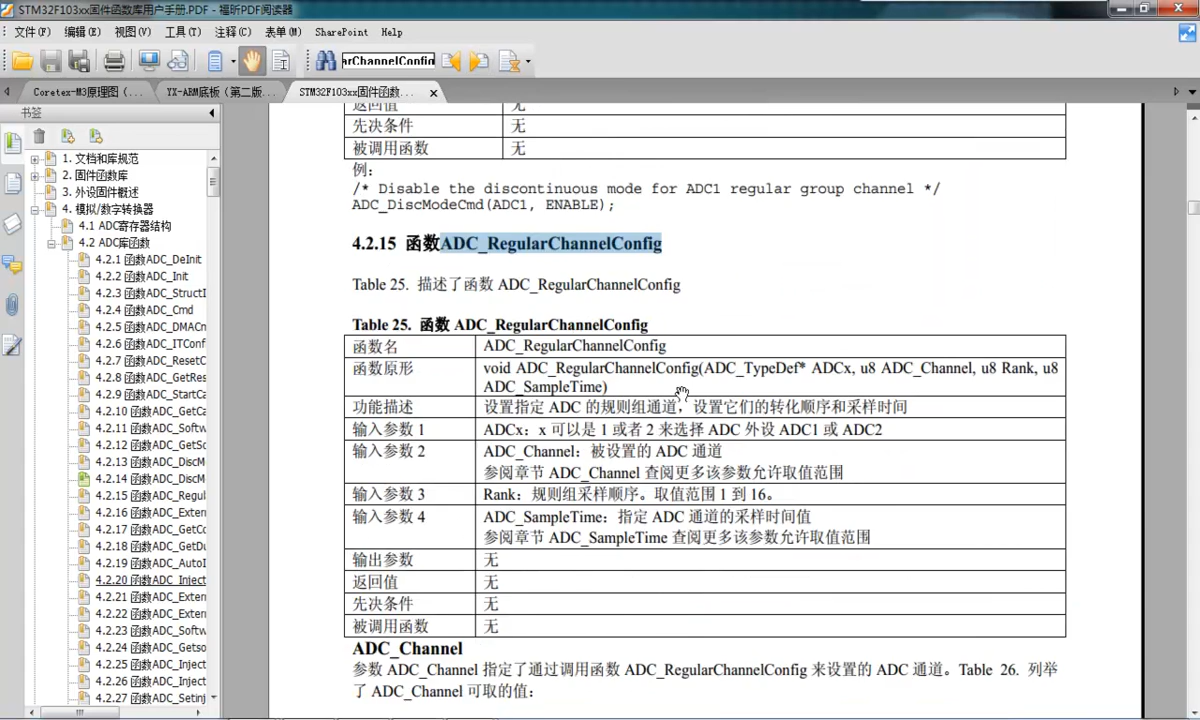 STM32F103xx固件函数库用户手册.PDF - 福昕PDF阅读器
文件(F) 编辑(E) 视图(V) 工具(T) 注释(C) 表单(M) SharePoint Help
arChannelConfig
Coretex-M3原理图 (... YX-ARM底板 (第二版... STM32F103xx固件函数...
书签
1. 文档和库规范
2. 固件函数库
3. 外设固件概述
4. 模拟/数字转换器
4.1 ADC寄存器结构
4.2 ADC库函数
4.2.1 函数ADC_DeInit
4.2.2 函数ADC_Init
4.2.3 函数ADC_StructI
4.2.4 函数ADC_Cmd
4.2.5 函数ADC_DMACm
4.2.6 函数ADC_ITConf
4.2.7 函数ADC_ResetC
4.2.8 函数ADC_GetRes
4.2.9 函数ADC_StartCa
4.2.10 函数ADC_GetCa
4.2.11 函数ADC_Softw
4.2.12 函数ADC_GetSo
4.2.13 函数ADC_DiscM
4.2.14 函数ADC_DiscM
4.2.15 函数ADC_Regul
4.2.16 函数ADC_Exten
4.2.17 函数ADC_GetCo
4.2.18 函数ADC_GetDu
4.2.19 函数ADC_AutoI
4.2.20 函数ADC_Inject
4.2.21 函数ADC_Exten
4.2.22 函数ADC_Exter
4.2.23 函数ADC_Softw
4.2.24 函数ADC_Getso
4.2.25 函数ADC_Inject
4.2.26 函数ADC_Inject
4.2.27 函数ADC_Setinj
返回值 无
先决条件 无
被调用函数 无
例：
/* Disable the discontinuous mode for ADC1 regular group channel */
ADC_DiscModeCmd(ADC1, ENABLE);
4.2.15 函数ADC_RegularChannelConfig
Table 25. 描述了函数 ADC_RegularChannelConfig
Table 25. 函数 ADC_RegularChannelConfig
函数名 ADC_RegularChannelConfig
函数原形 void ADC_RegularChannelConfig(ADC_TypeDef* ADCx, u8 ADC_Channel, u8 Rank, u8
ADC_SampleTime)
功能描述 设置指定 ADC 的规则组通道，设置它们的转化顺序和采样时间
输入参数 1 ADCx：x 可以是 1 或者 2 来选择 ADC 外设 ADC1 或 ADC2
输入参数 2 ADC_Channel：被设置的 ADC 通道
参阅章节 ADC_Channel 查阅更多该参数允许取值范围
输入参数 3 Rank：规则组采样顺序。取值范围 1 到 16。
输入参数 4 ADC_SampleTime：指定 ADC 通道的采样时间值
参阅章节 ADC_SampleTime 查阅更多该参数允许取值范围
输出参数 无
返回值 无
先决条件 无
被调用函数 无
ADC_Channel
参数 ADC_Channel 指定了通过调用函数 ADC_RegularChannelConfig 来设置的 ADC 通道。Table 26. 列举
了 ADC_Channel 可取的值：